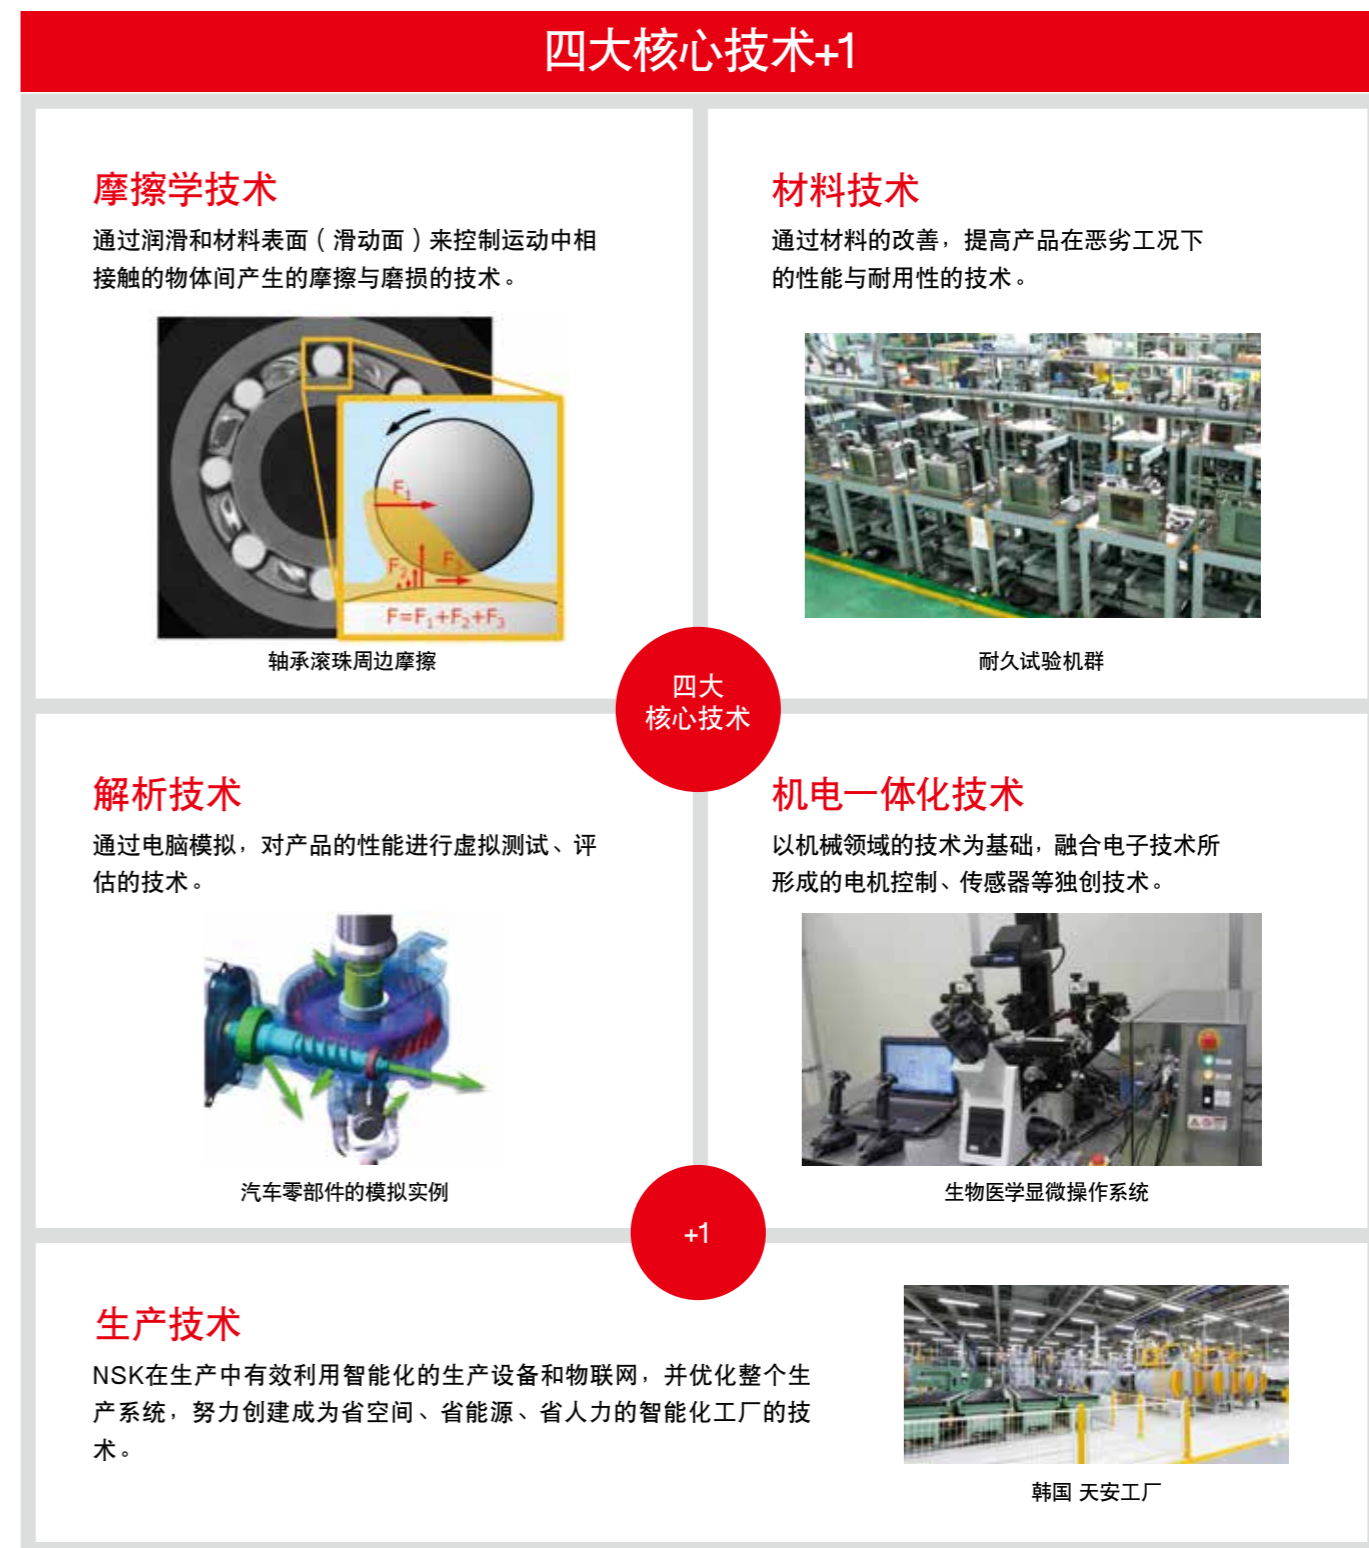 四大核心技术+1
摩擦学技术
通过润滑和材料表面（滑动面）来控制运动中相
接触的物体间产生的摩擦与磨损的技术。
F₁
F₂
F₃
F=F₁+F₂+F₃
轴承滚珠周边摩擦
材料技术
通过材料的改善，提高产品在恶劣工况下
的性能与耐用性的技术。
耐久试验机群
四大
核心技术
解析技术
通过电脑模拟，对产品的性能进行虚拟测试、评
估的技术。
汽车零部件的模拟实例
机电一体化技术
以机械领域的技术为基础，融合电子技术所
形成的电机控制、传感器等独创技术。
生物医学显微操作系统
+1
生产技术
NSK在生产中有效利用智能化的生产设备和物联网，并优化整个生
产系统，努力创建成为省空间、省能源、省人力的智能化工厂的技
术。
韩国 天安工厂